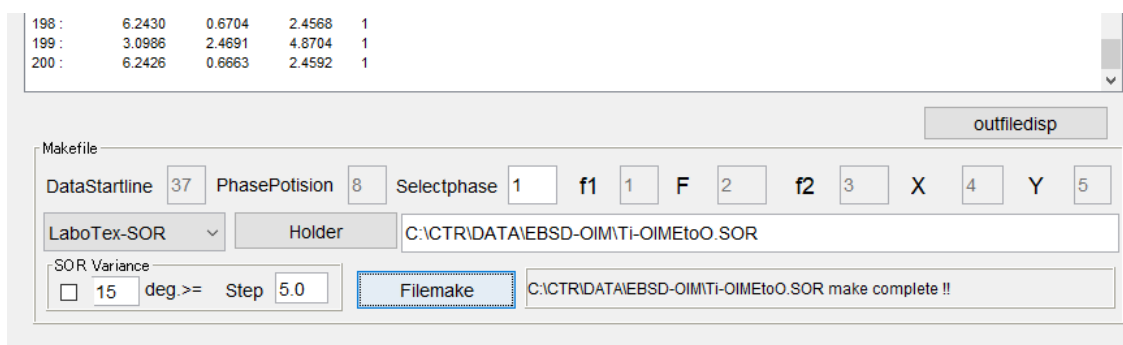 198 : 6.2430 0.6704 2.4568 1
199 : 3.0986 2.4691 4.8704 1
200 : 6.2426 0.6663 2.4592 1
outfiledisp
Makefile
DataStartline 37 PhasePotision 8 Selectphase 1 f1 1 F 2 f2 3 X 4 Y 5
LaboTex-SOR Holder C:\CTR\DATA\EBSD-OIM\Ti-OIMEtoO.SOR
SOR Variance
15 deg.>= Step 5.0 Filemake C:\CTR\DATA\EBSD-OIM\Ti-OIMEtoO.SOR make complete !!